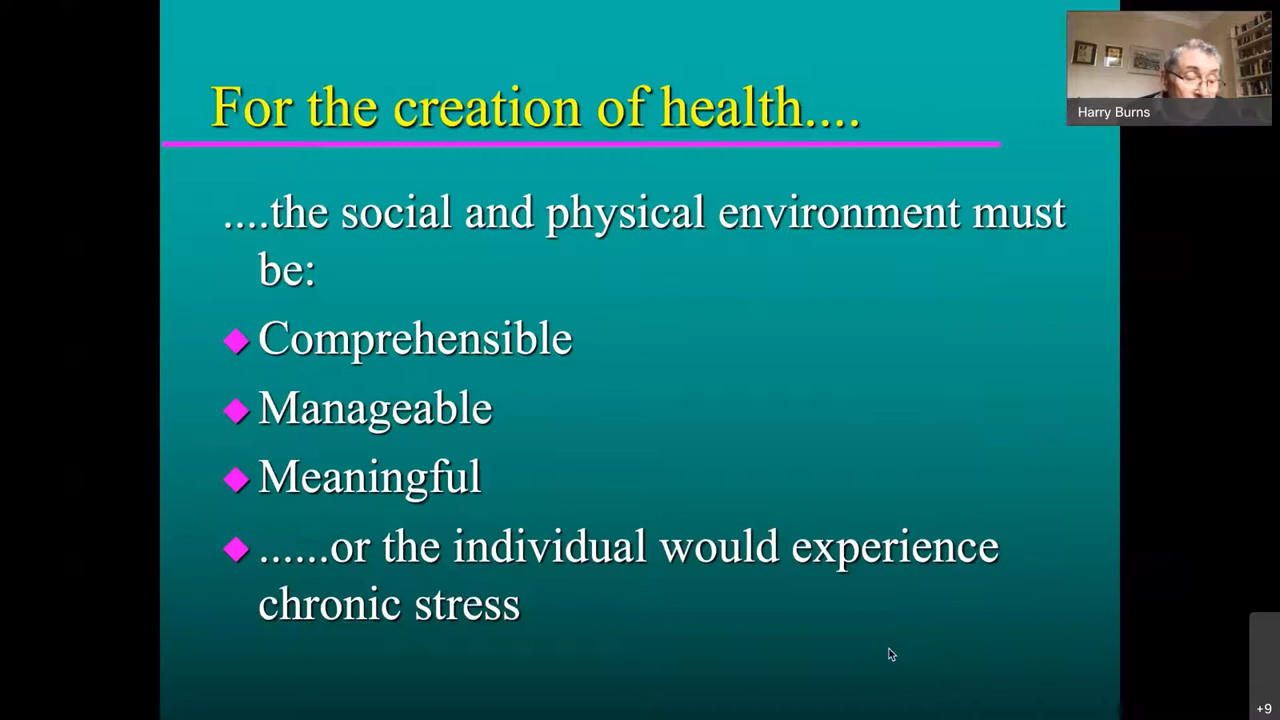 For the creation of health....
....the social and physical environment must
be:
Comprehensible
Manageable
Meaningful
......or the individual would experience
chronic stress
Harry Burns
+9